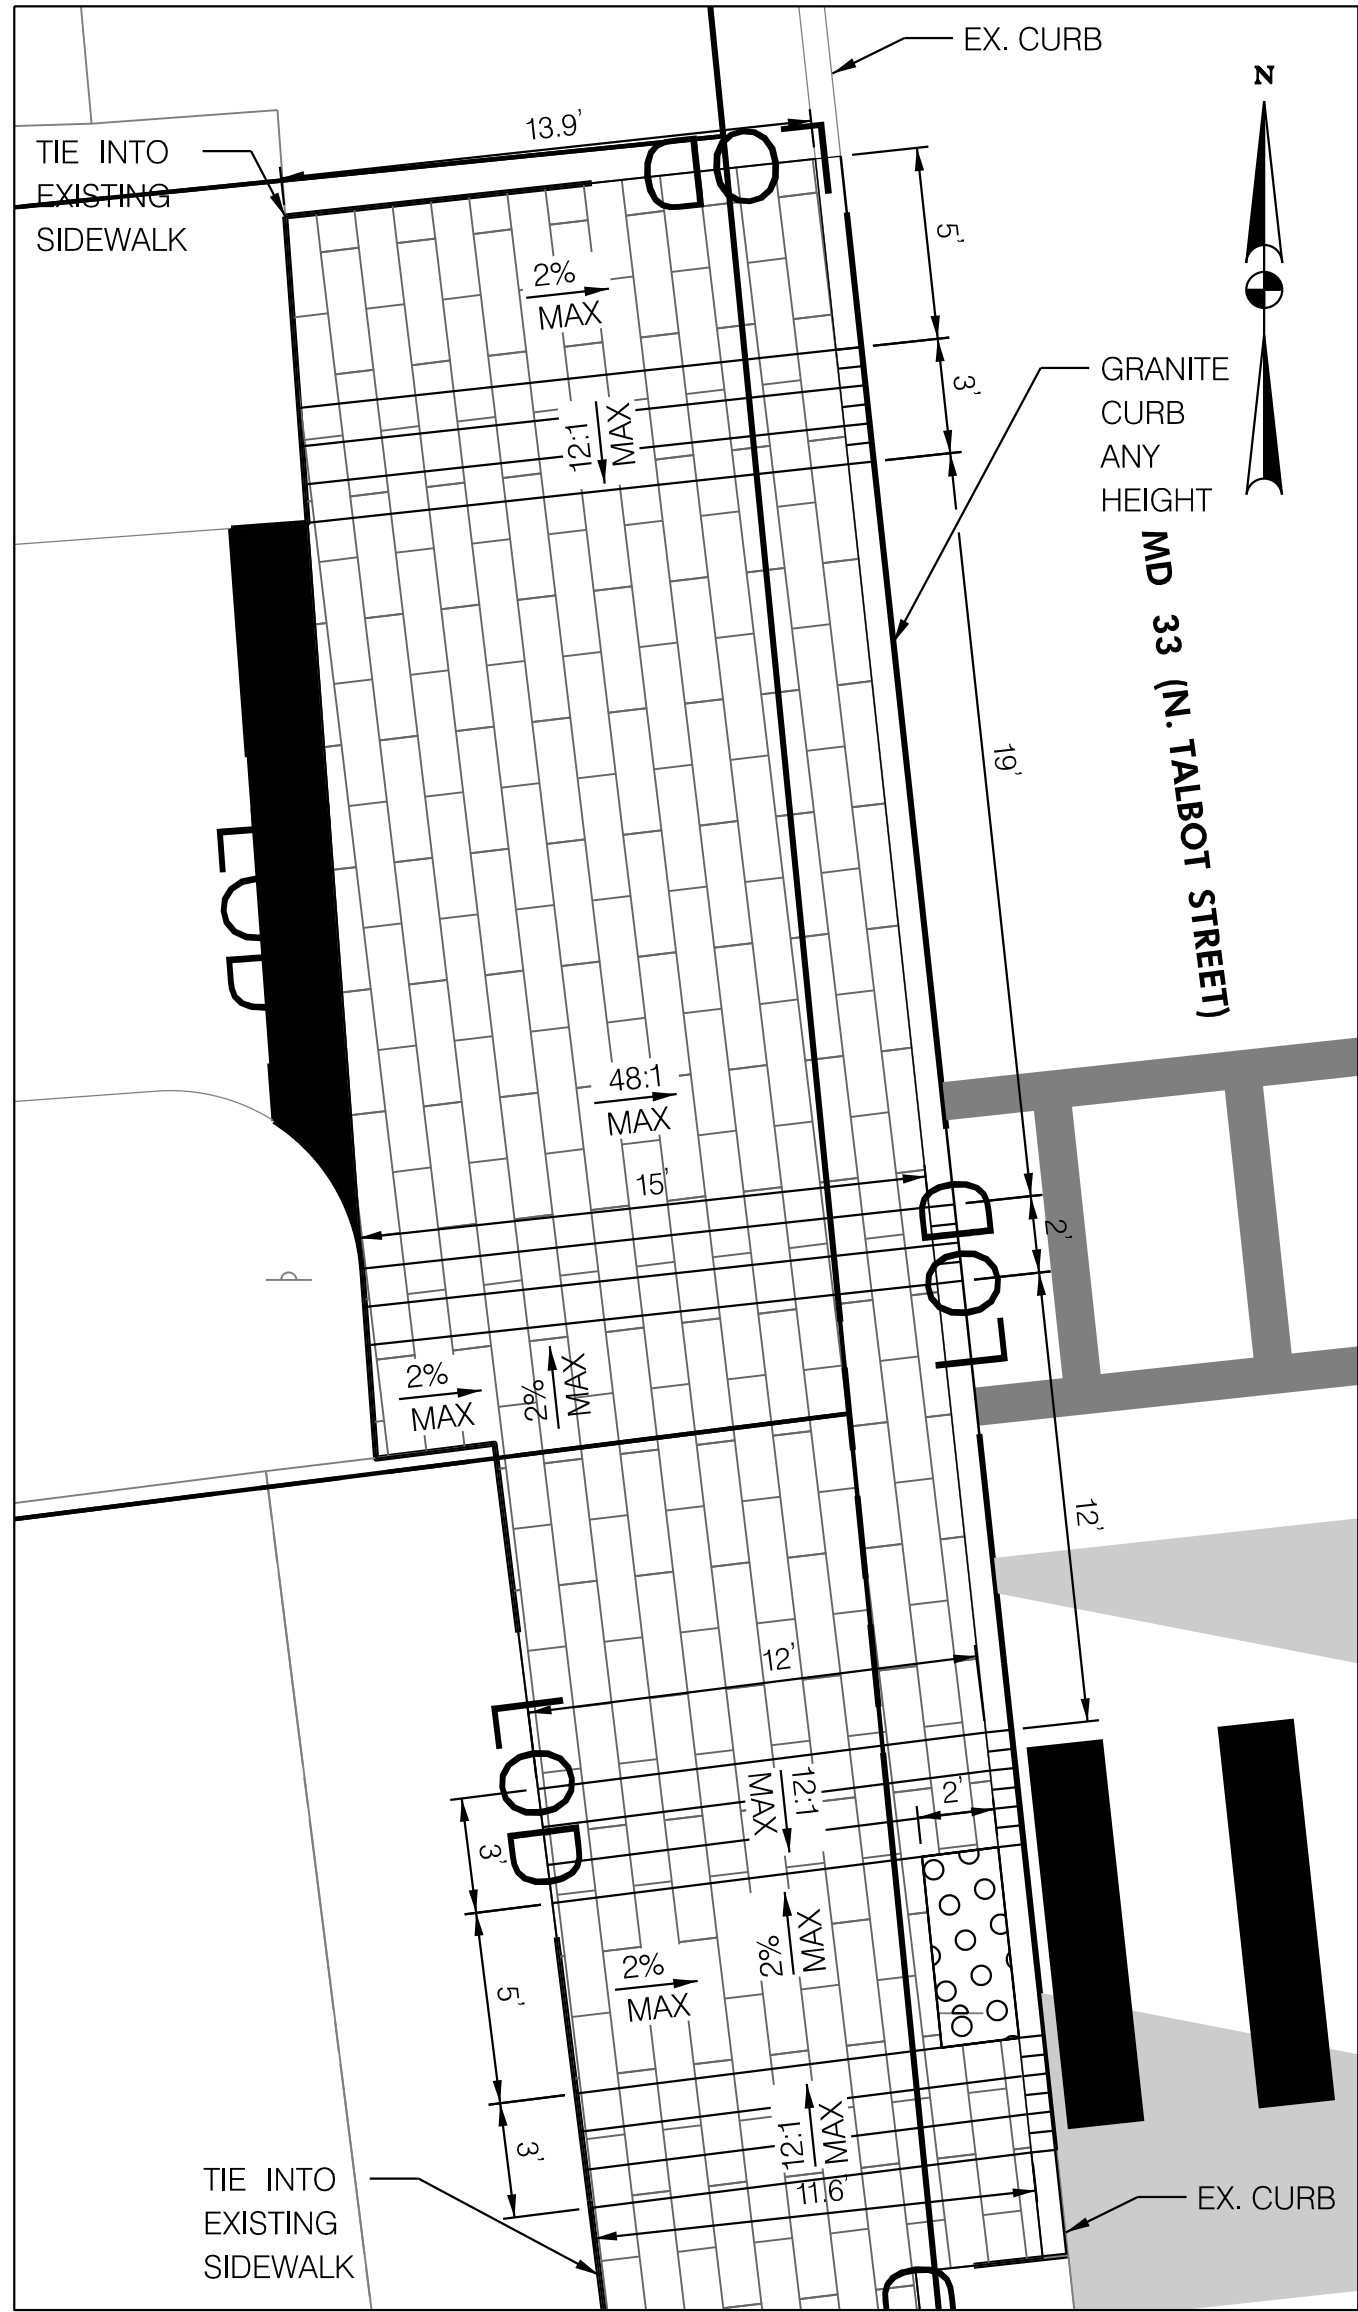 EX. CURB
N
13.9'
TIE INTO
EXISTING
SIDEWALK
LOD
5'
2%
MAX
3'
GRANITE
CURB
ANY
HEIGHT
12:1
MAX
MD 33 (N. TALBOT STREET)
19'
LOD
48:1
MAX
15'
LOD
2'
2%
MAX
2%
MAX
12'
12'
LOD
12:1
MAX
2'
3'
2%
MAX
2%
MAX
5'
12:1
MAX
3'
11.6'
TIE INTO
EXISTING
SIDEWALK
EX. CURB